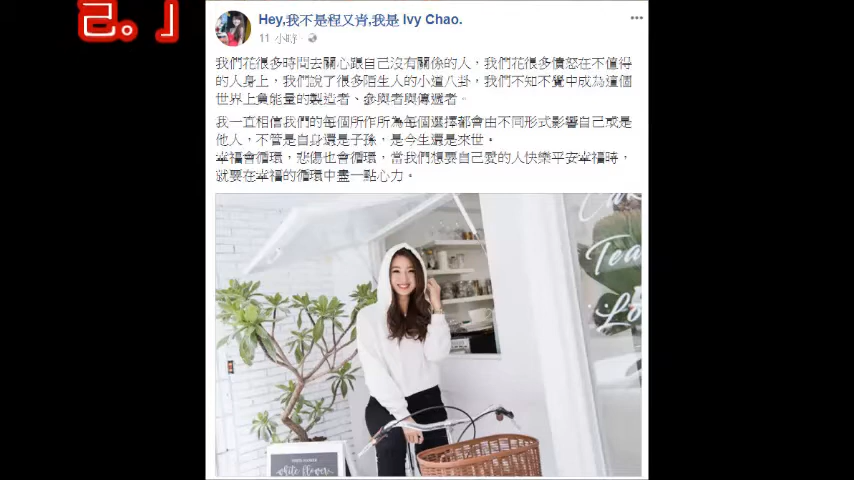 己。」
Hey,我不是程又青,我是 Ivy Chao.
11 小時
我們花很多時間去關心跟自己沒有關係的人，我們花很多憤怒在不值得
的人身上，我們說了很多陌生人的小道八卦，我們不知不覺中成為這個
世界上負能量的製造者、參與者與傳遞者。
我一直相信我們的每個所作所為每個選擇都會由不同形式影響自己或是
他人，不管是自身還是子孫，是今生還是來世。
幸福會循環，悲傷也會循環，當我們想要自己愛的人快樂平安幸福時，
就要在幸福的循環中盡一點心力。
Tea
white flower